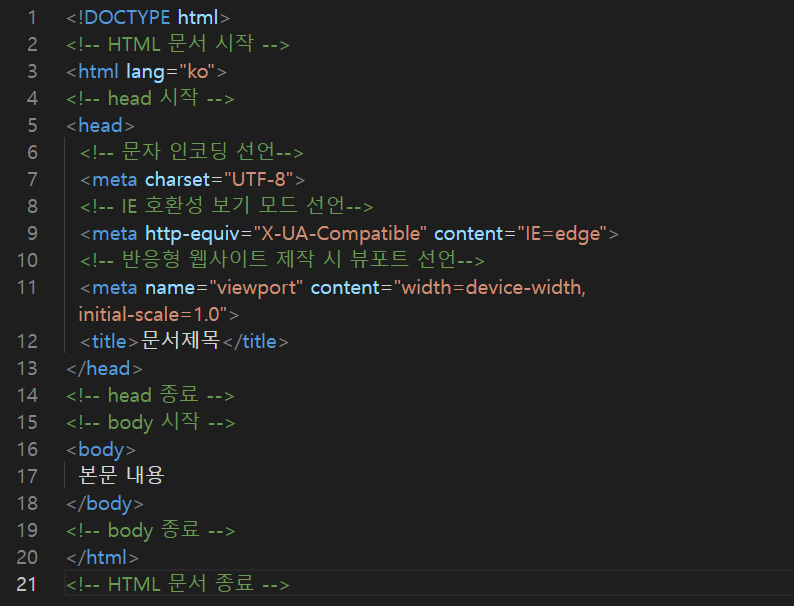 1 <!DOCTYPE html>
2 <!-- HTML 문서 시작 -->
3 <html lang="ko">
4 <!-- head 시작 -->
5 <head>
6 <!-- 문자 인코딩 선언-->
7 <meta charset="UTF-8">
8 <!-- IE 호환성 보기 모드 선언-->
9 <meta http-equiv="X-UA-Compatible" content="IE=edge">
10 <!-- 반응형 웹사이트 제작 시 뷰포트 선언-->
11 <meta name="viewport" content="width=device-width,
initial-scale=1.0">
12 <title>문서제목</title>
13 </head>
14 <!-- head 종료 -->
15 <!-- body 시작 -->
16 <body>
17 본문 내용
18 </body>
19 <!-- body 종료 -->
20 </html>
21 <!-- HTML 문서 종료 -->